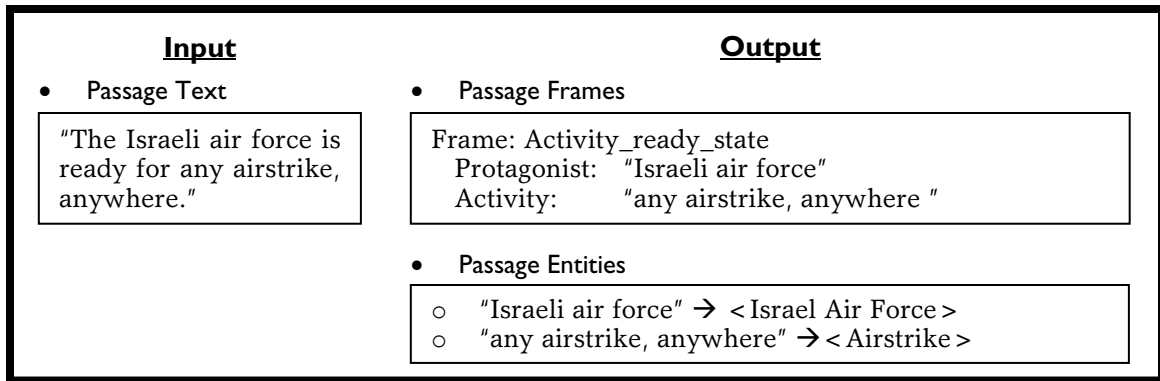 Input
• Passage Text
"The Israeli air force is
ready for any airstrike,
anywhere."
Output
• Passage Frames
Frame: Activity_ready_state
Protagonist: "Israeli air force"
Activity: "any airstrike, anywhere "
• Passage Entities
○ "Israeli air force" → <Israel Air Force>
○ "any airstrike, anywhere" → <Airstrike>